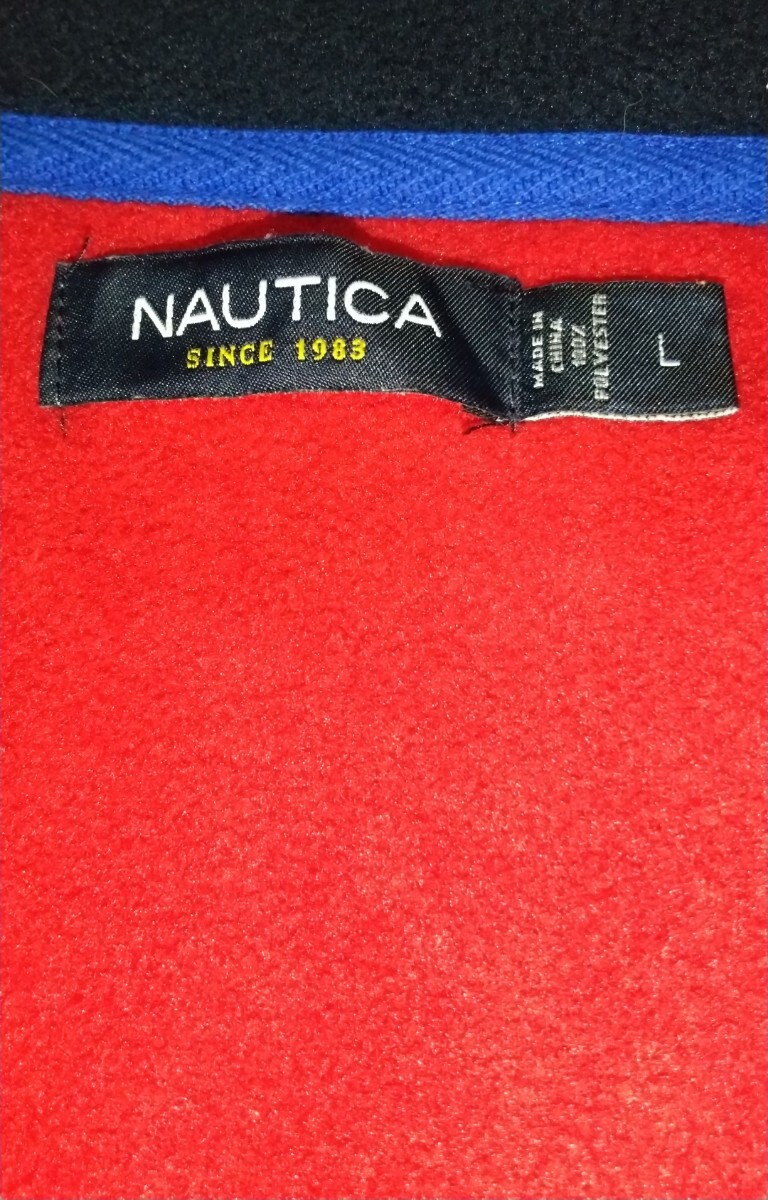 NAUTICA
SINCE 1983
MADE IN
CHINA
100%
POLYESTER
L